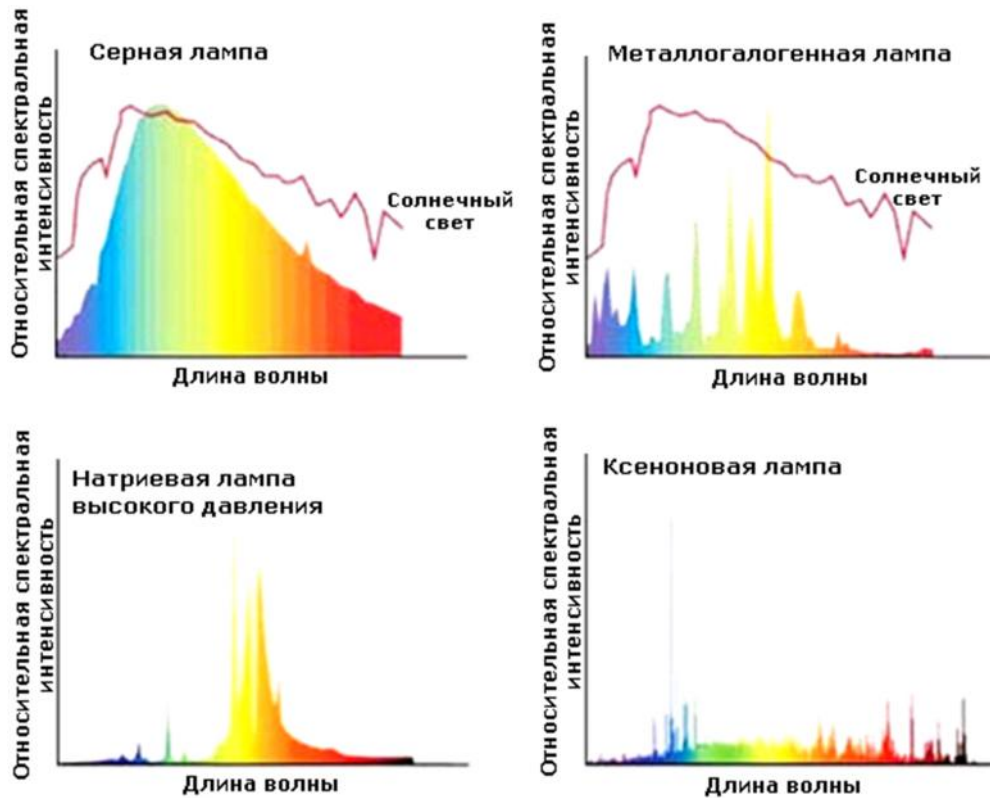 Относительная спектральная
интенсивность
Серная лампа
Солнечный
свет
Длина волны
Относительная спектральная
интенсивность
Металлогалогенная лампа
Солнечный
свет
Длина волны
Относительная спектральная
интенсивность
Натриевая лампа
высокого давления
Длина волны
Относительная спектральная
интенсивность
Ксеноновая лампа
Длина волны